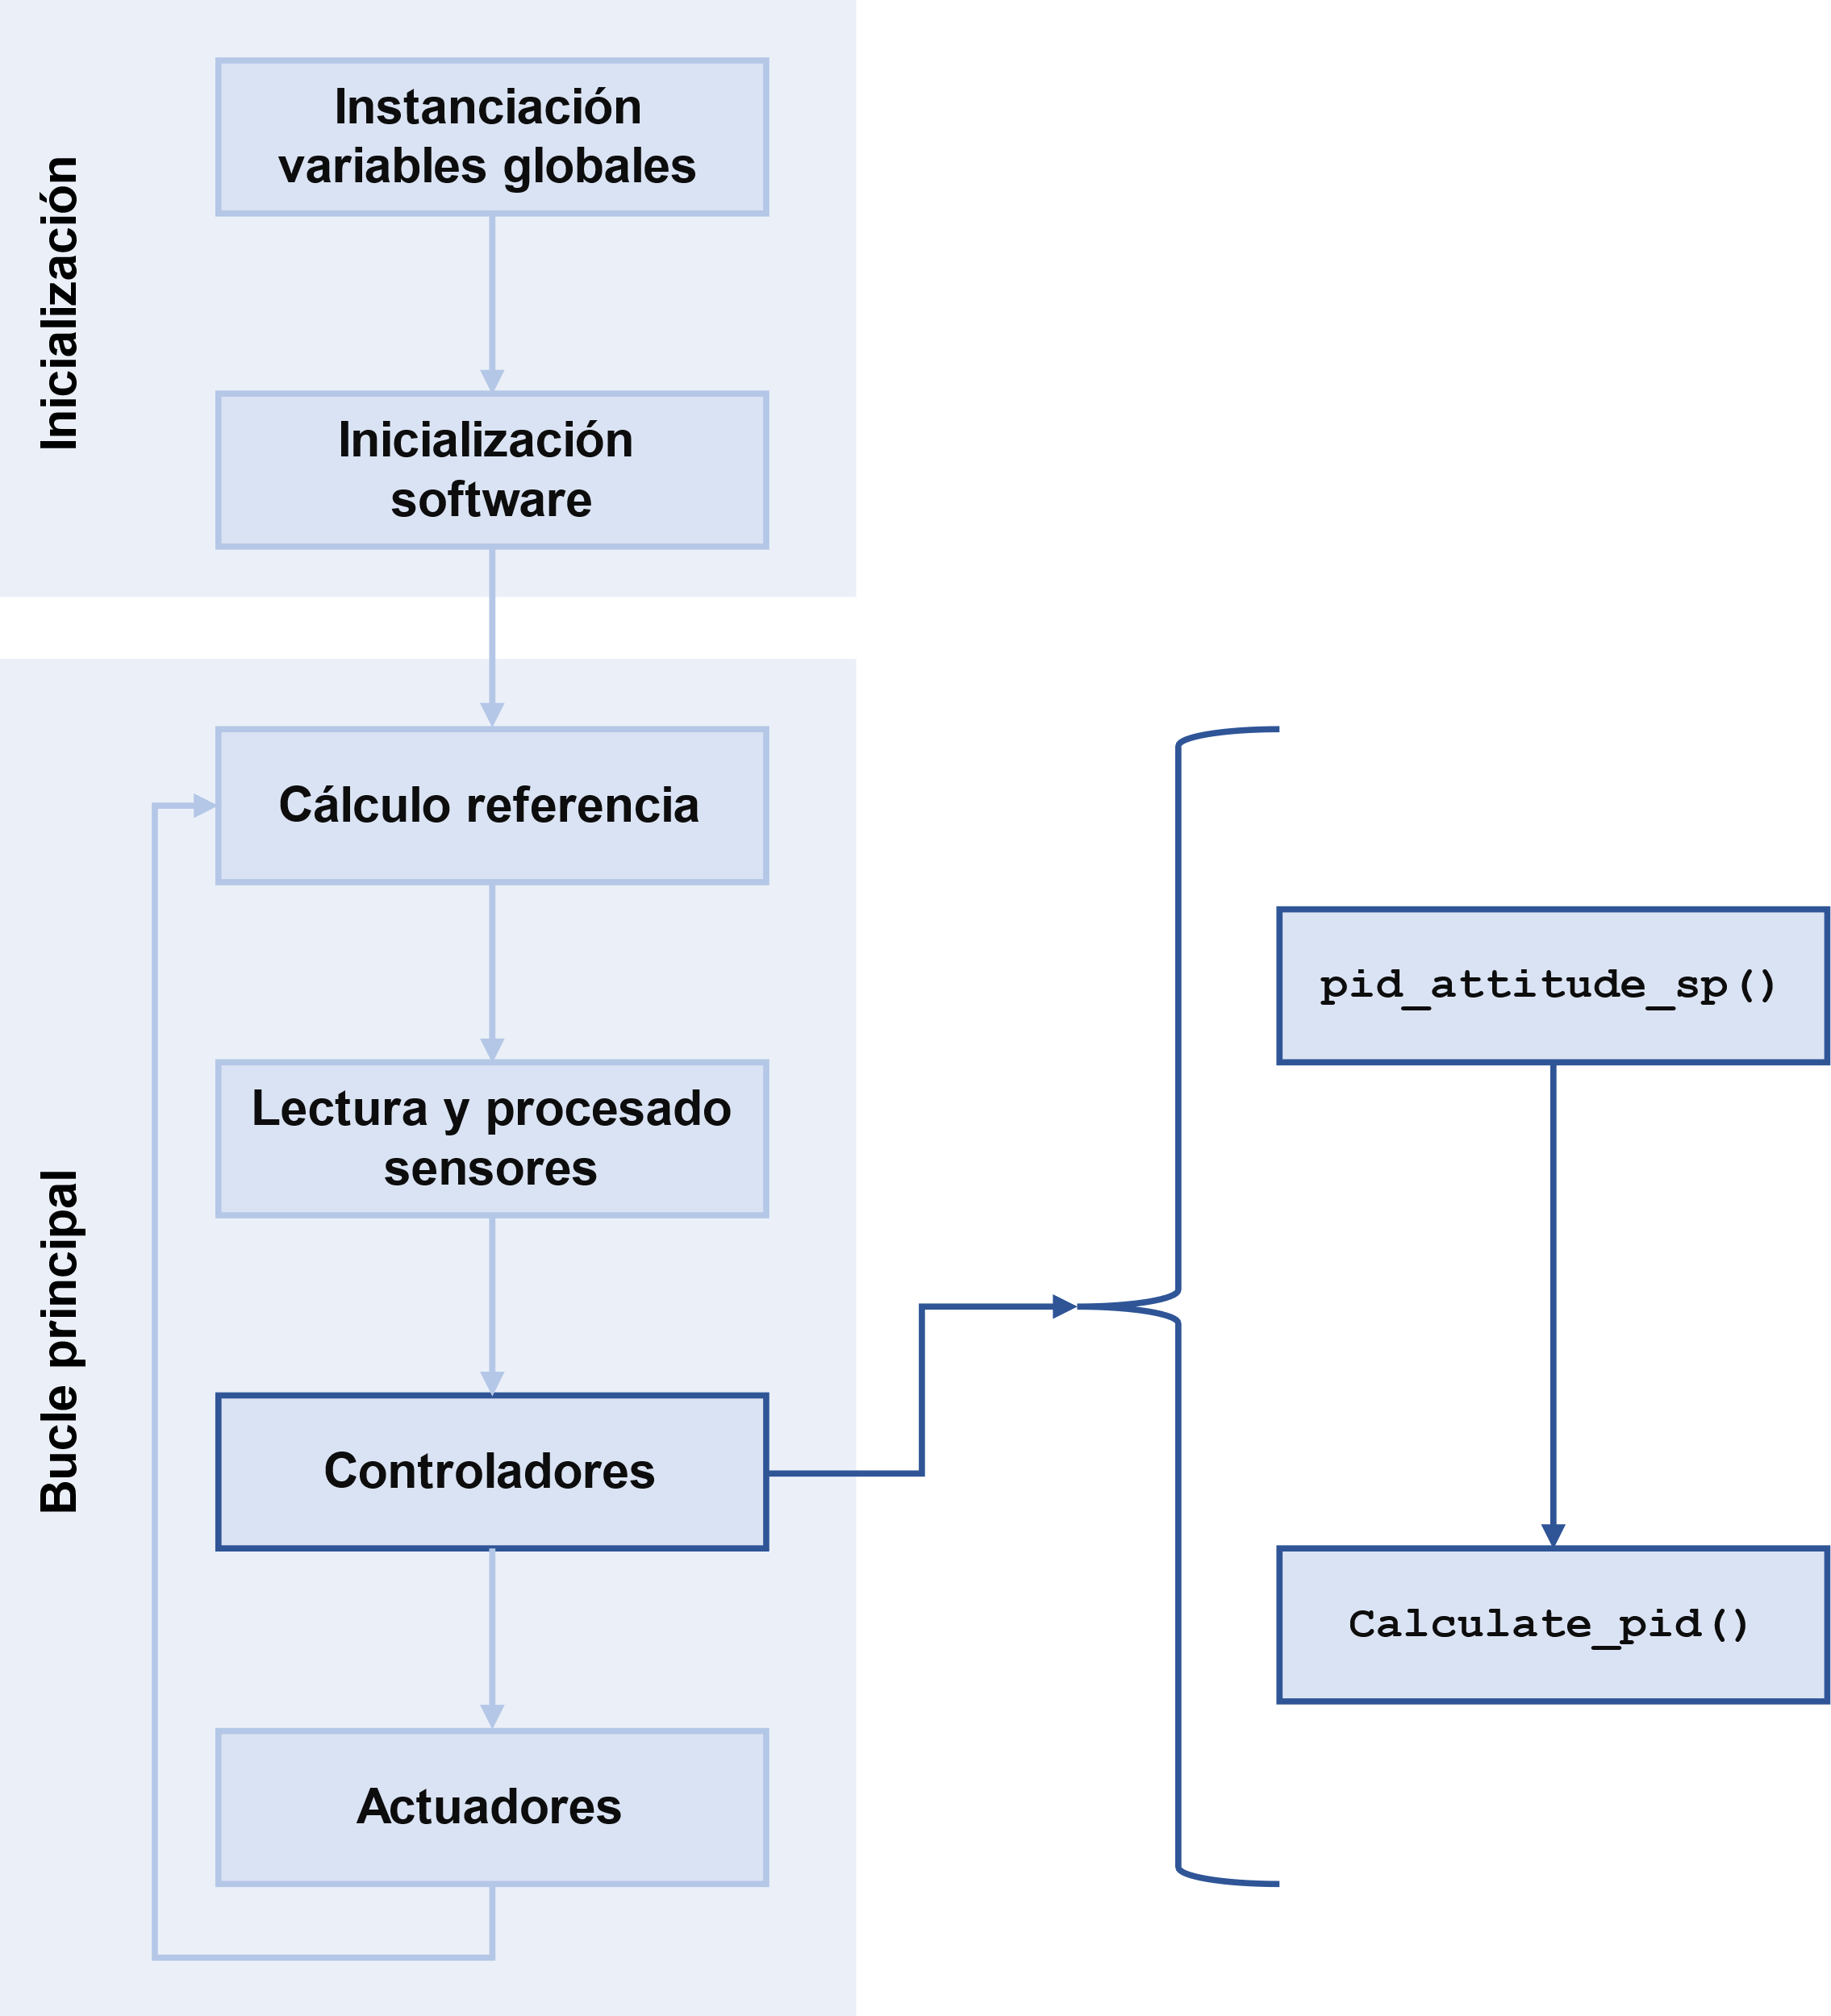 Inicialización
Instanciación
variables globales
Inicialización
software
Bucle principal
Cálculo referencia
Lectura y procesado
sensores
Controladores
Actuadores
pid_attitude_sp()
Calculate_pid()